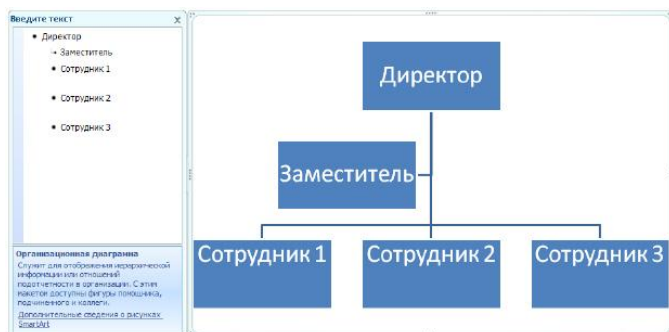 Введите текст x
Директор
Заместитель
Сотрудник 1
Сотрудник 2
Сотрудник 3
Организационная диаграмма
Служит для отображения иерархической
информации или отношений
подотчетности в организации. С этим
макетом доступны фигуры помощника,
подчиненного и коллеги.
Дополнительные сведения о рисунках
SmartArt
Директор
Заместитель
Сотрудник 1 Сотрудник 2 Сотрудник 3